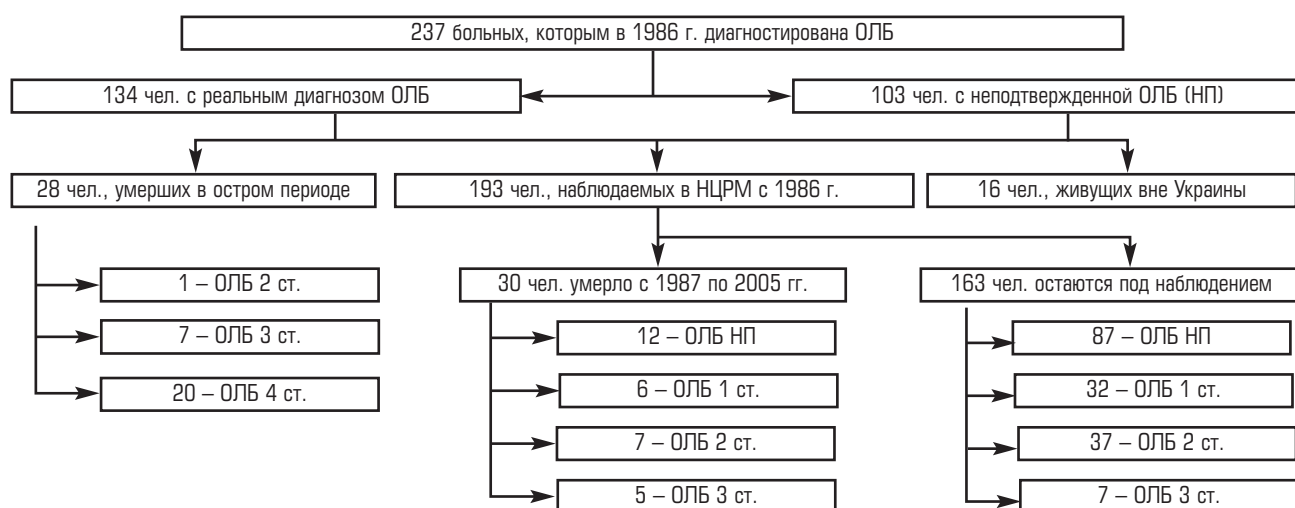 237 больных, которым в 1986 г. диагностирована ОЛБ
134 чел. с реальным диагнозом ОЛБ
103 чел. с неподтвержденной ОЛБ (НП)
28 чел., умерших в остром периоде
193 чел., наблюдаемых в НЦРМ с 1986 г.
16 чел., живущих вне Украины
1 – ОЛБ 2 ст.
7 – ОЛБ 3 ст.
20 – ОЛБ 4 ст.
30 чел. умерло с 1987 по 2005 гг.
12 – ОЛБ НП
6 – ОЛБ 1 ст.
7 – ОЛБ 2 ст.
5 – ОЛБ 3 ст.
163 чел. остаются под наблюдением
87 – ОЛБ НП
32 – ОЛБ 1 ст.
37 – ОЛБ 2 ст.
7 – ОЛБ 3 ст.